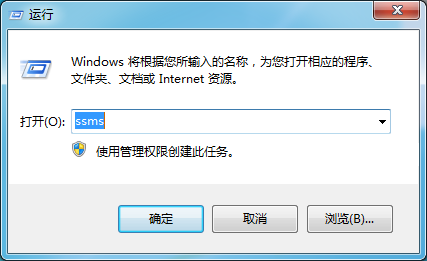 运行
Windows 将根据您所输入的名称，为您打开相应的程序、
文件夹、文档或 Internet 资源。
打开(O): ssms
使用管理权限创建此任务。
确定 取消 浏览(B)...